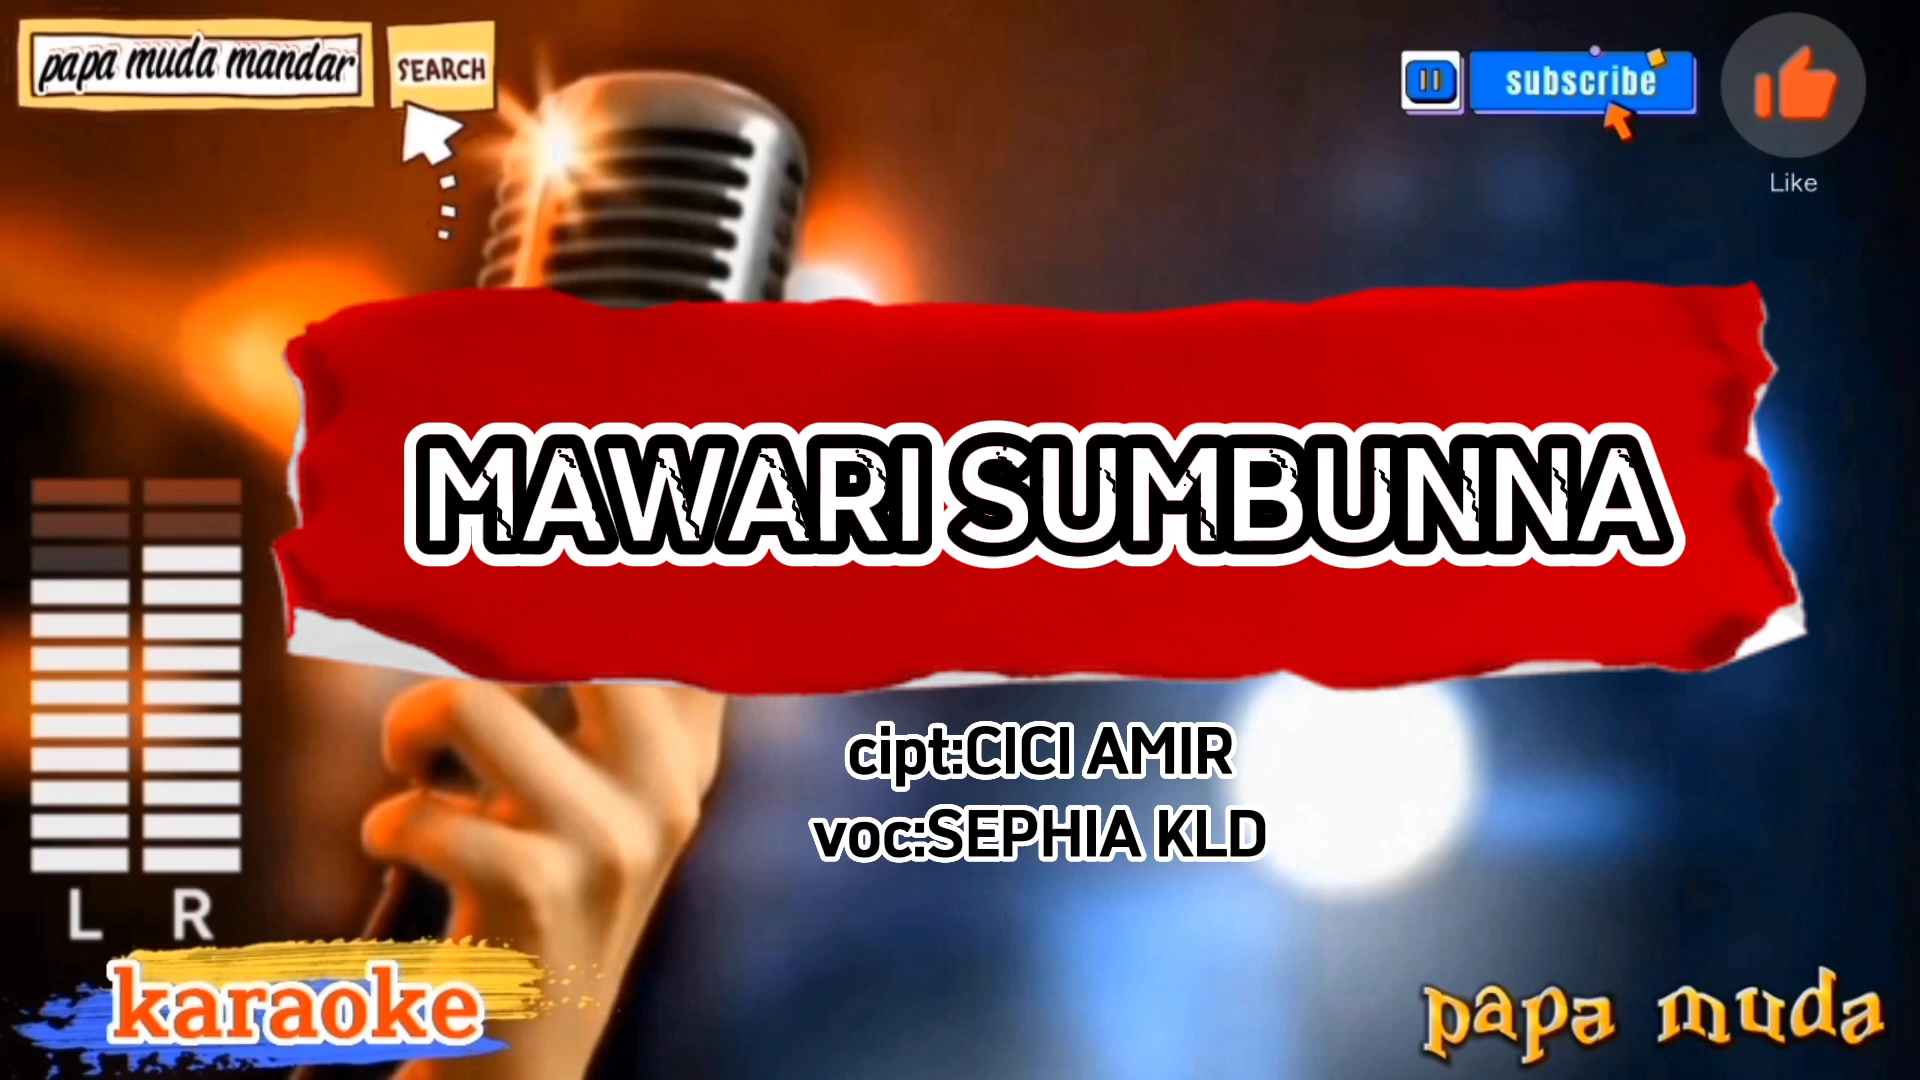 papa muda mandar
SEARCH
subscribe
Like
MAWARI SUMBUNNA
cipt:CICI AMIR
voc:SEPHIA KLD
L R
karaoke
papa muda